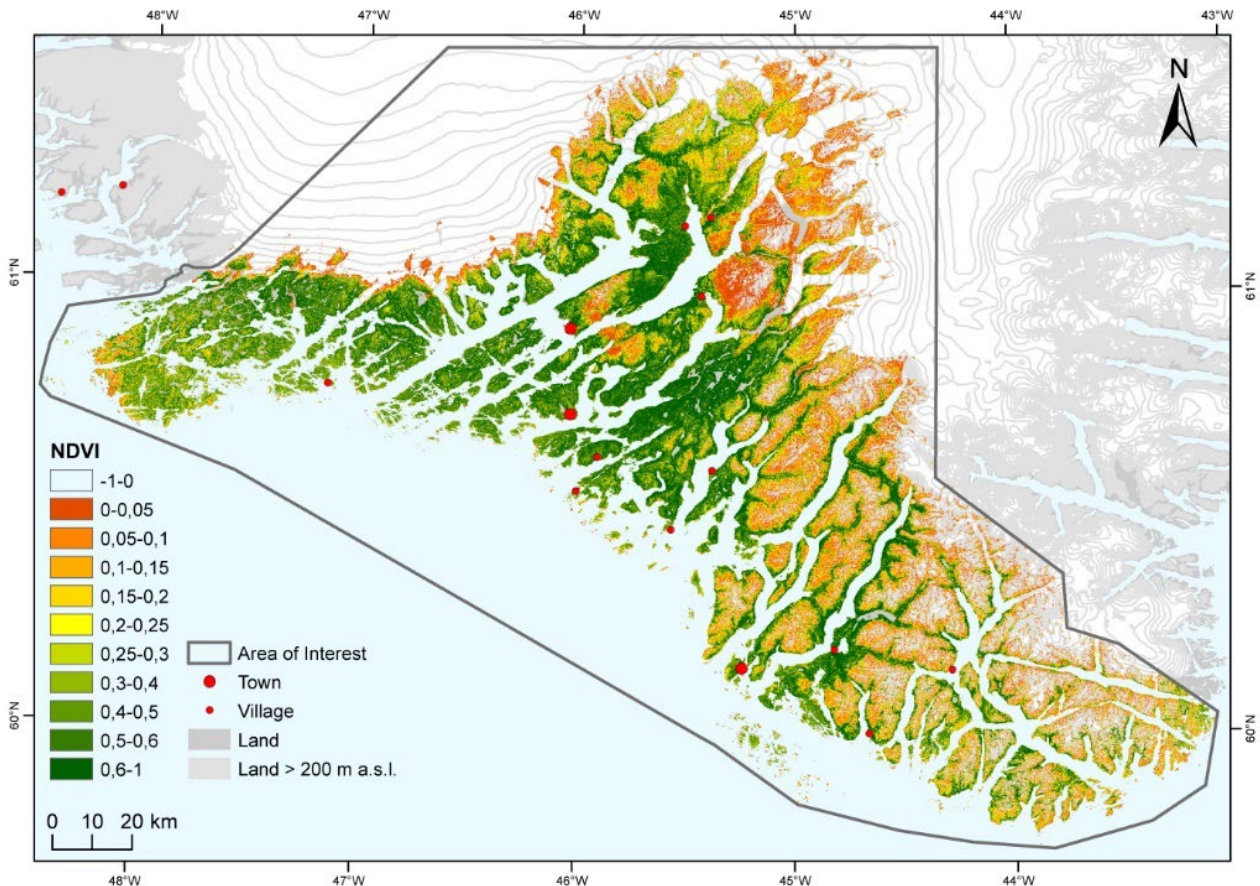 48°W 47°W 46°W 45°W 44°W 43°W
N
61°N 61°N
NDVI
-1-0
0-0,05
0,05-0,1
0,1-0,15
0,15-0,2
0,2-0,25
0,25-0,3
0,3-0,4
0,4-0,5
0,5-0,6
0,6-1
Area of Interest
Town
Village
Land
Land > 200 m a.s.l.
60°N 60°N
0 10 20 km
48°W 47°W 46°W 45°W 44°W